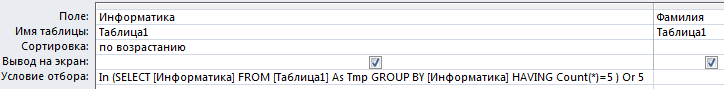 Поле: Информатика Фамилия
Имя таблицы: Таблица1 Таблица1
Сортировка: по возрастанию
Вывод на экран:
Условие отбора: In (SELECT [Информатика] FROM [Таблица1] As Tmp GROUP BY [Информатика] HAVING Count(*)=5 ) Or 5